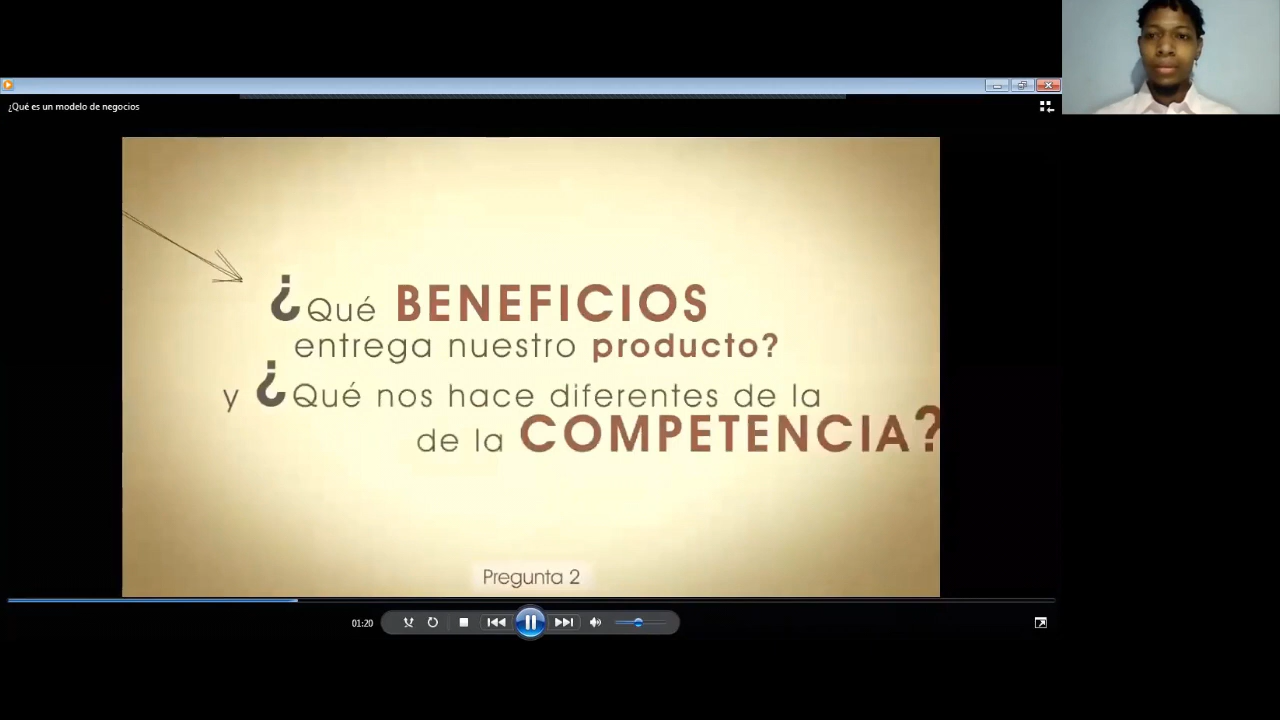 ¿Qué es un modelo de negocios
¿Qué BENEFICIOS
entrega nuestro producto?
y ¿Qué nos hace diferentes de la
de la COMPETENCIA?
Pregunta 2
01:20